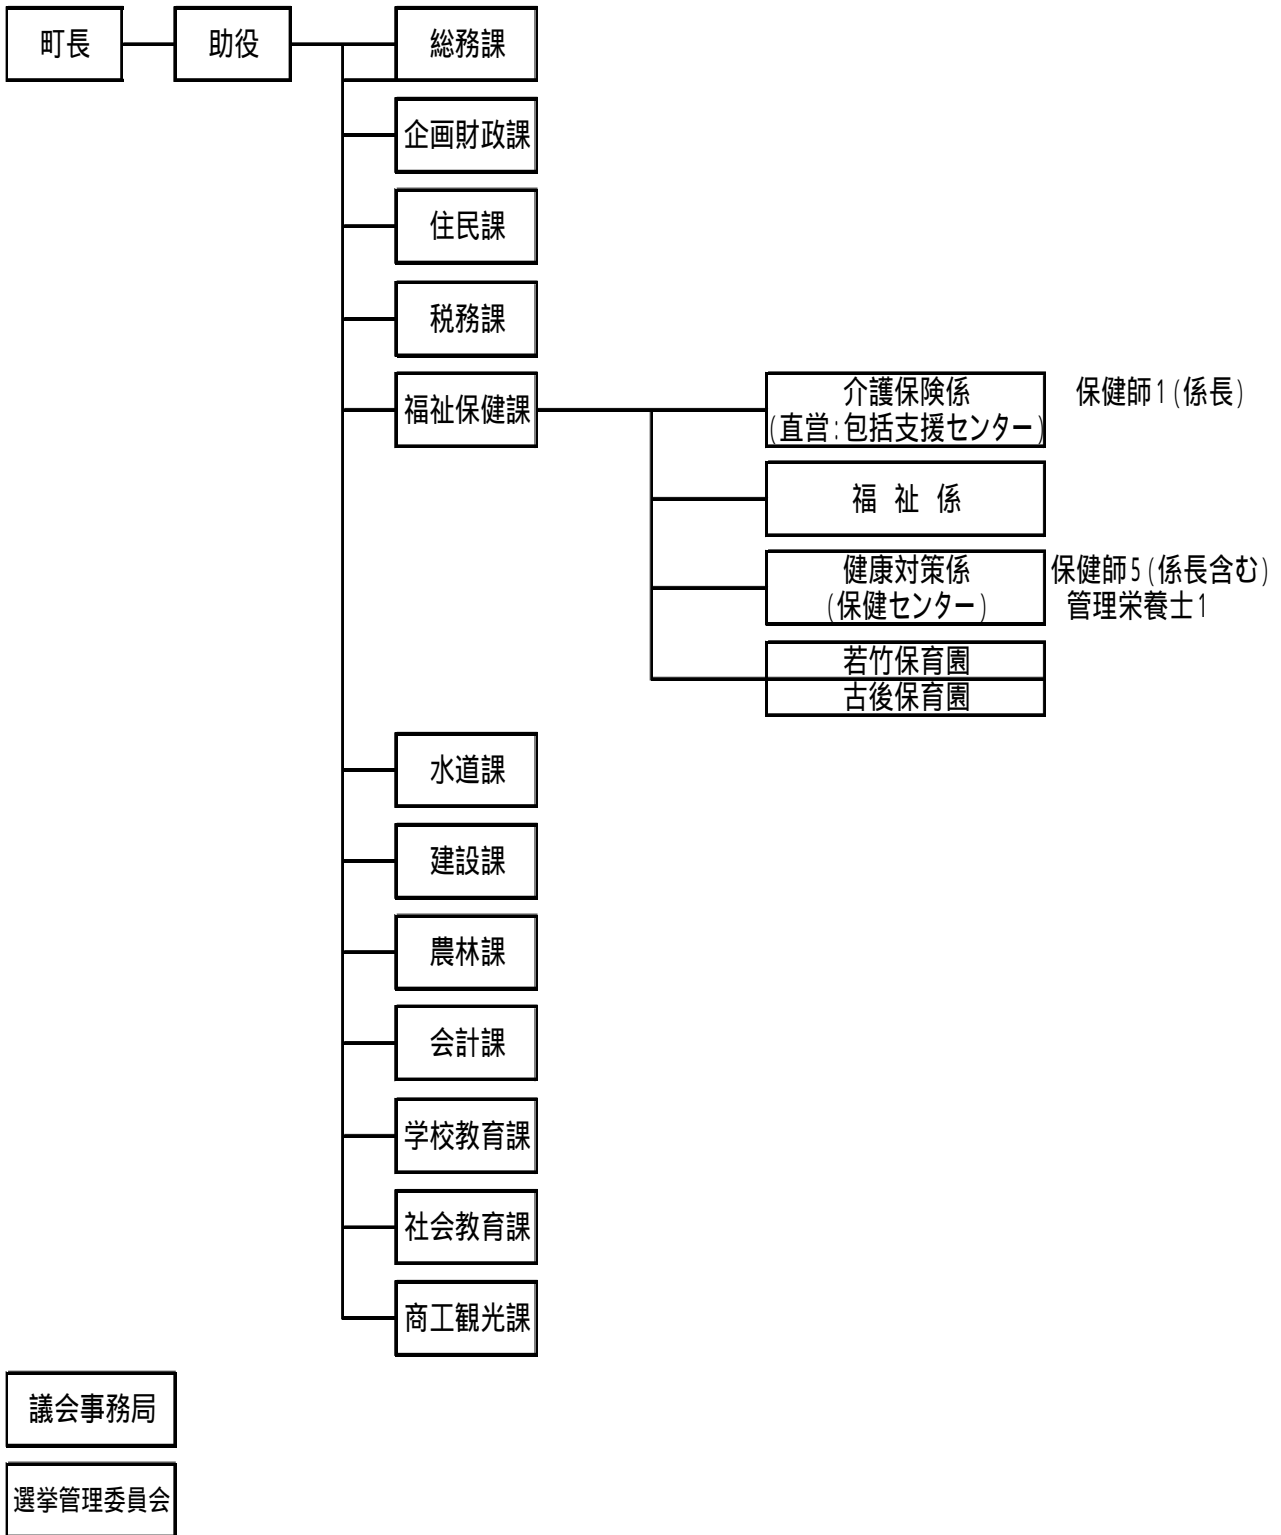 町長 助役 総務課
企画財政課
住民課
税務課
福祉保健課
介護保険係
(直営:包括支援センター)
保健師1(係長)
福 祉 係
健康対策係
(保健センター)
保健師5(係長含む)
管理栄養士1
若竹保育園
古後保育園
水道課
建設課
農林課
会計課
学校教育課
社会教育課
商工観光課
議会事務局
選挙管理委員会